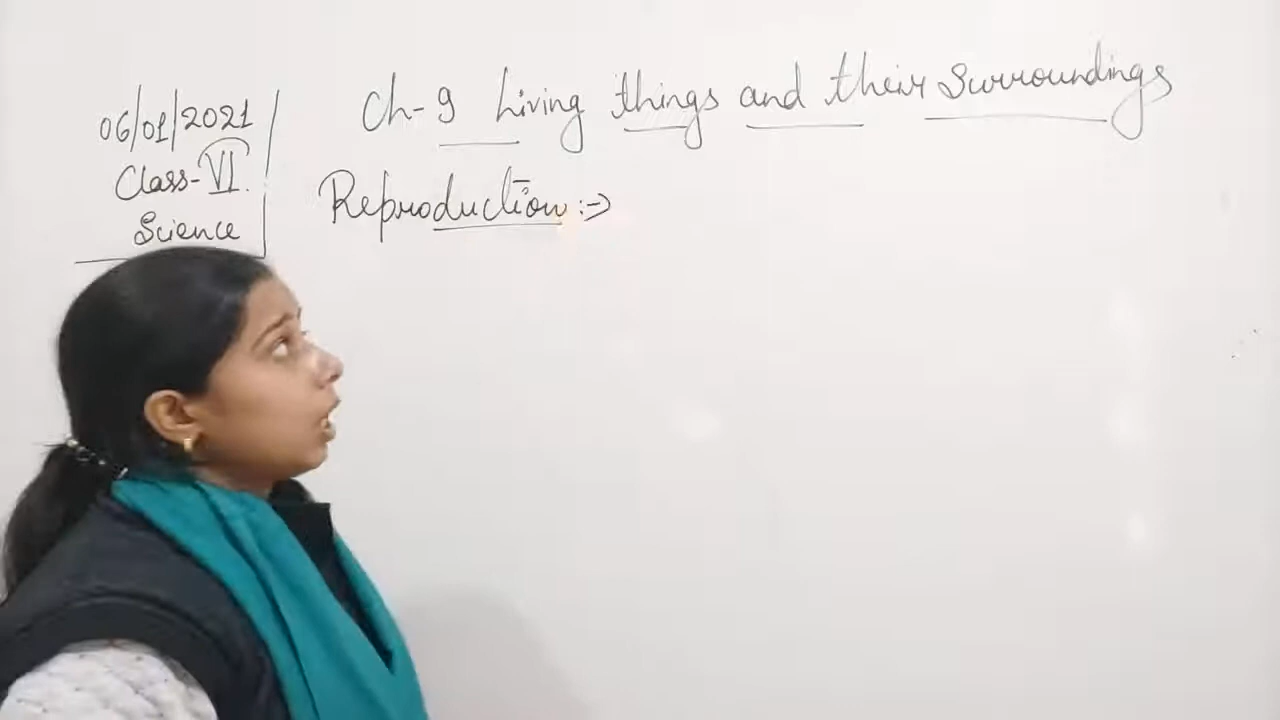 06/01/2021
Class-VI.
Science
Ch-9 Living things and their Surroundings
Reproduction:->